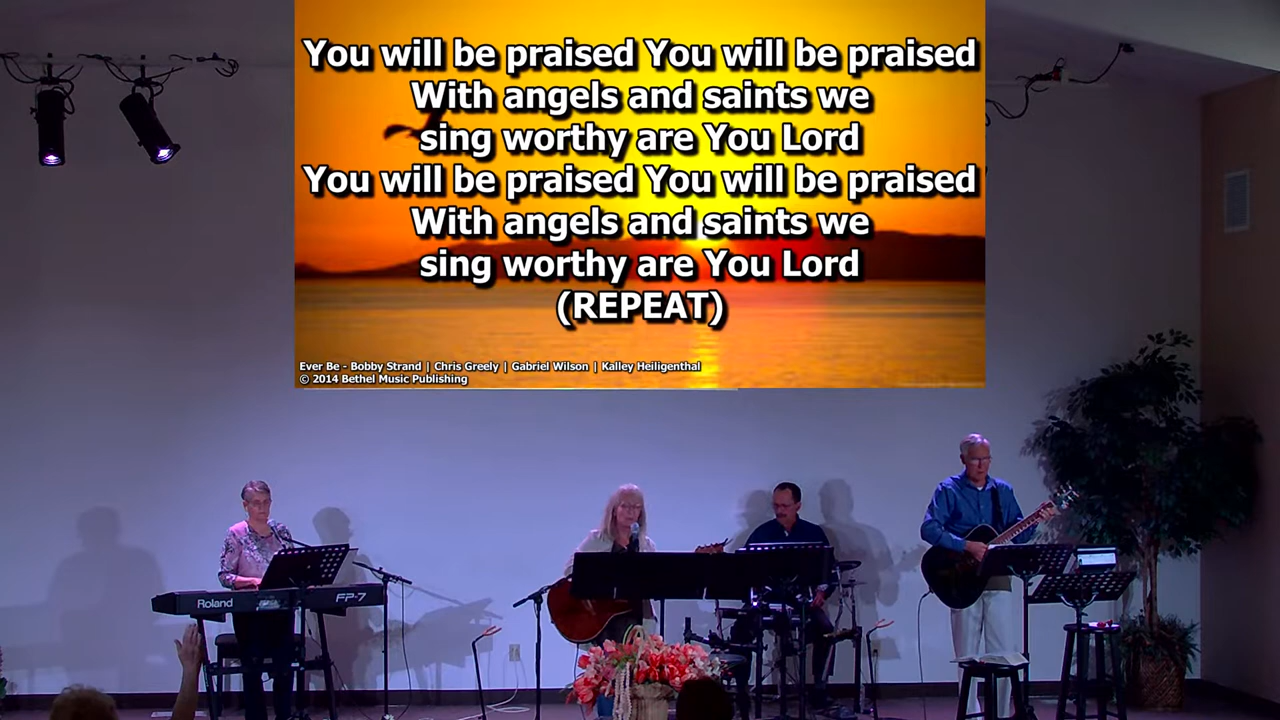 You will be praised You will be praised
With angels and saints we
sing worthy are You Lord
You will be praised You will be praised
With angels and saints we
sing worthy are You Lord
(REPEAT)
Ever Be - Bobby Strand | Chris Greely | Gabriel Wilson | Kalley Heiligenthal
© 2014 Bethel Music Publishing
Roland FP-7